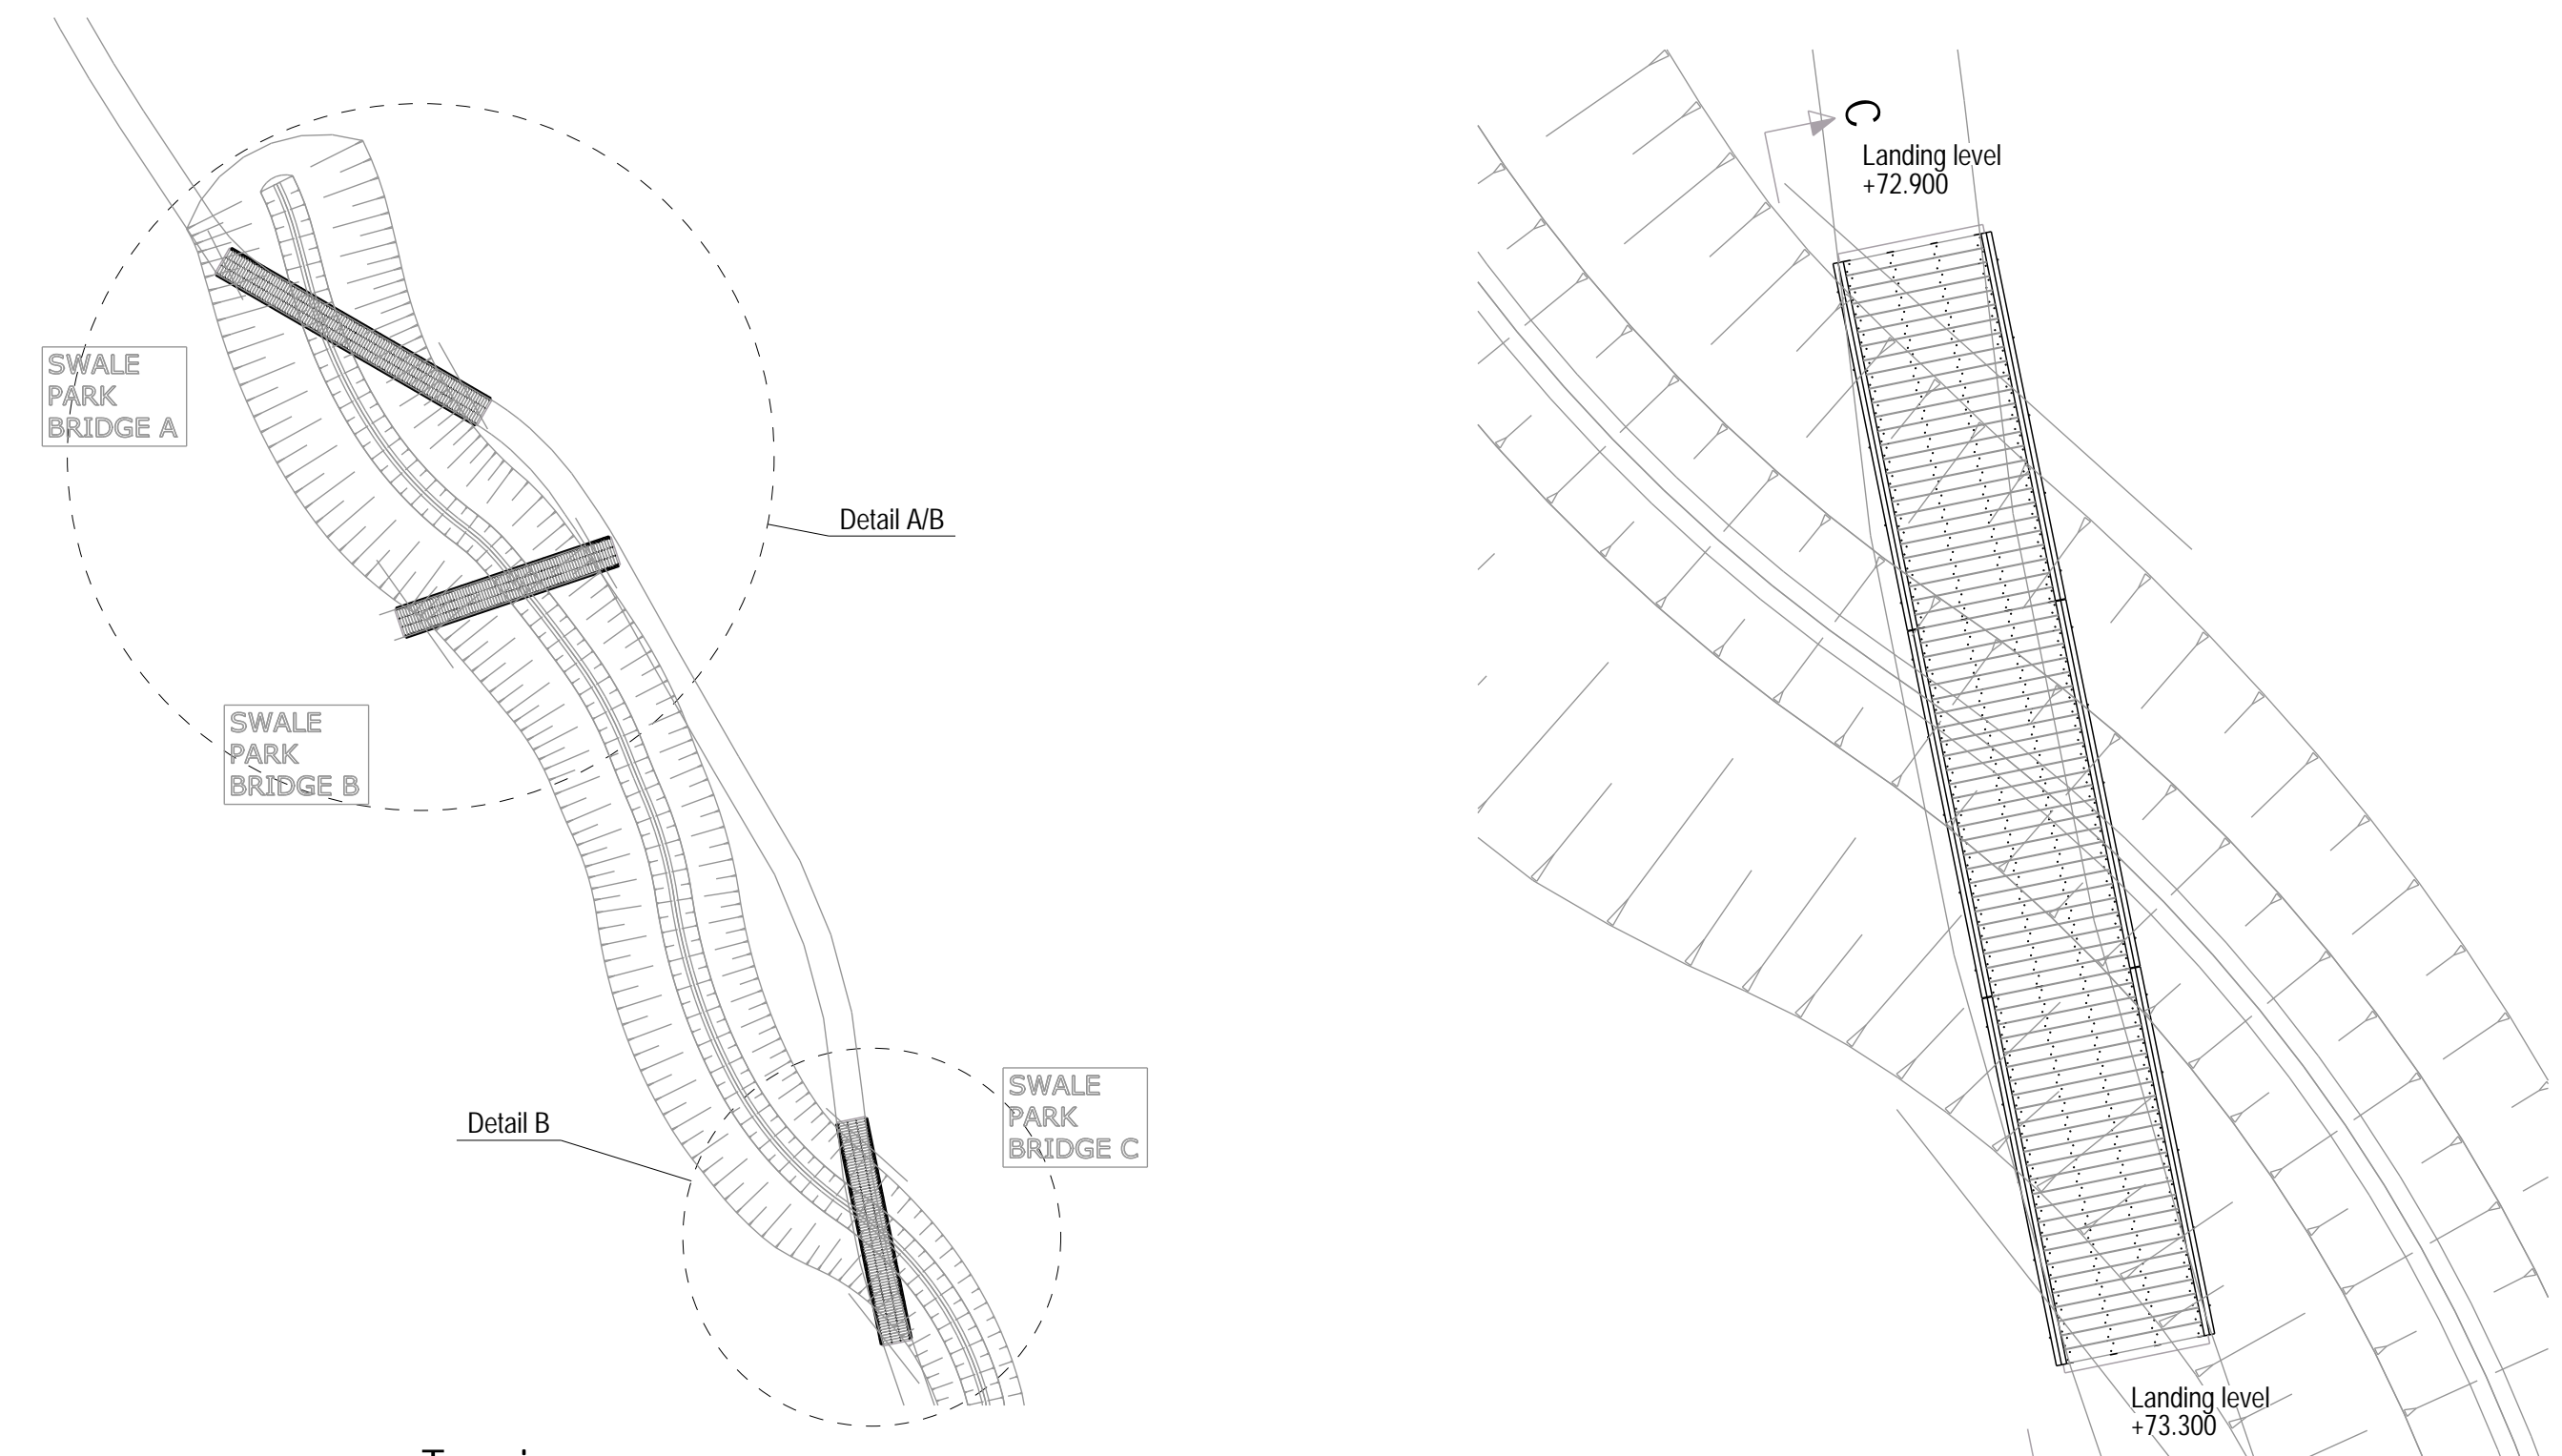 SWALE
PARK
BRIDGE A
Detail A/B
SWALE
PARK
BRIDGE B
Detail B
SWALE
PARK
BRIDGE C
C
Landing level
+72.900
Landing level
+73.300